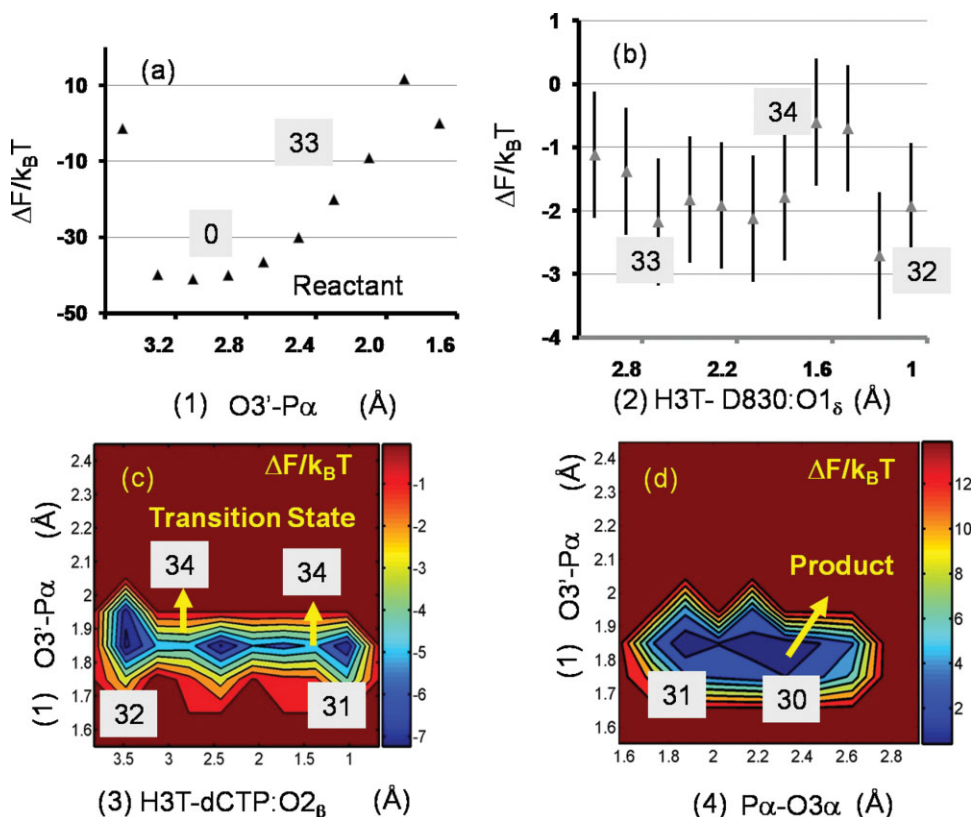 (a)
ΔF/kBT
10
-10
-30
-50
33
0
Reactant
3.2 2.8 2.4 2.0 1.6
(1) O3'-Pα (Å)
(b)
ΔF/kBT
1
0
-1
-2
-3
-4
34
33
32
2.8 2.2 1.6 1
(2) H3T- D830:O1δ (Å)
(c)
ΔF/kBT
Transition State
34
34
32
31
(1) O3'-Pα (Å)
2.4
2.3
2.2
2.1
2
1.9
1.8
1.7
1.6
3.5 3 2.5 2 1.5 1
-1
-2
-3
-4
-5
-6
-7
(3) H3T-dCTP:O2β (Å)
(d)
ΔF/kBT
Product
31
30
(1) O3'-Pα (Å)
2.4
2.3
2.2
2.1
2
1.9
1.8
1.7
1.6
1.6 1.8 2 2.2 2.4 2.6 2.8
12
10
8
6
4
2
(4) Pα-O3α (Å)